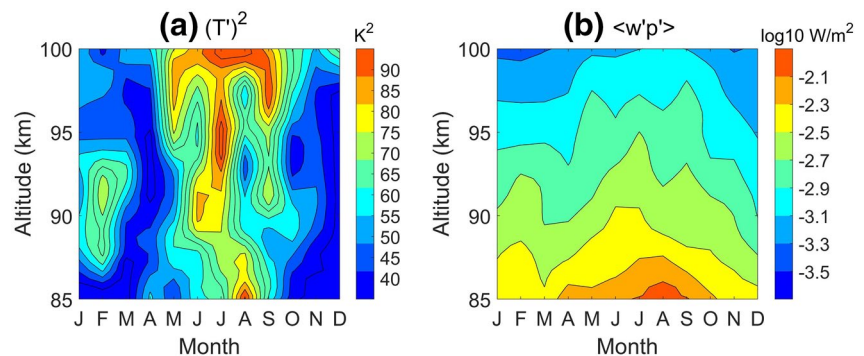 (a) (T')²
K²
100
95
90
85
Altitude (km)
J F M A M J J A S O N D
Month
90
85
80
75
70
65
60
55
50
45
40
(b) <w'p'>
log10 W/m²
100
95
90
85
Altitude (km)
J F M A M J J A S O N D
Month
-2.1
-2.3
-2.5
-2.7
-2.9
-3.1
-3.3
-3.5